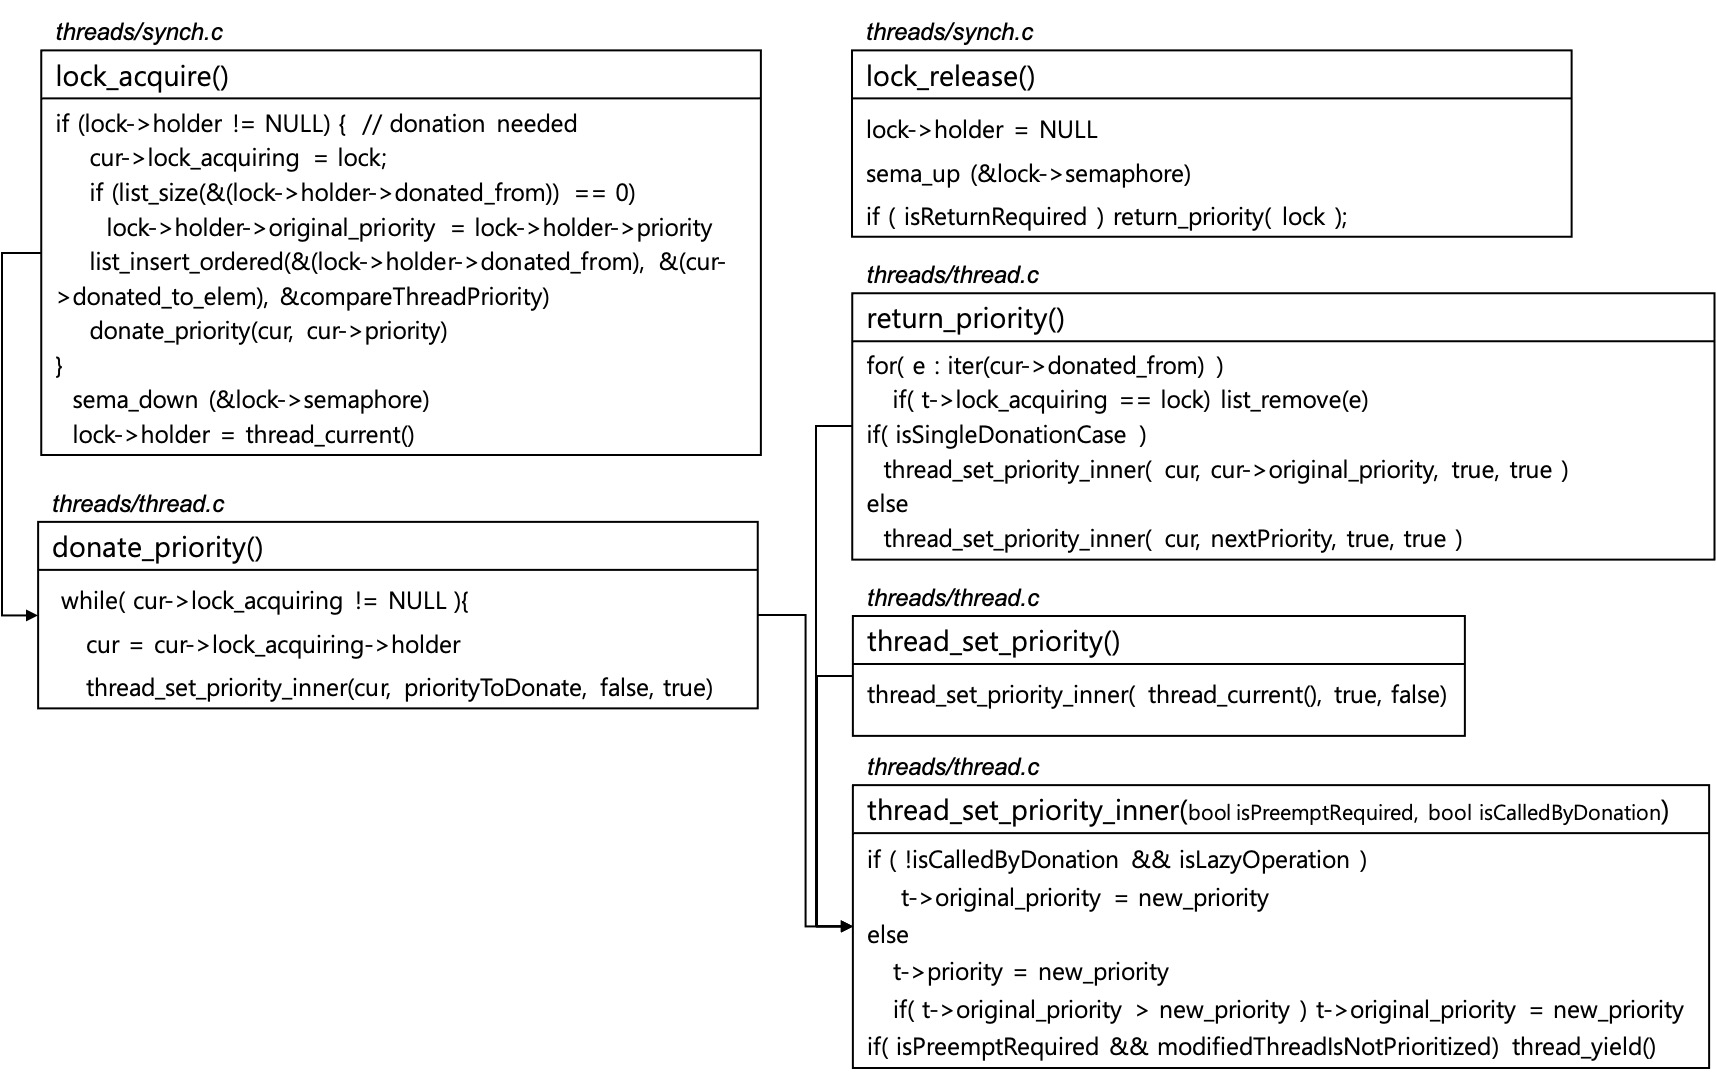 threads/synch.c
lock_acquire()
if (lock->holder != NULL) {  // donation needed
cur->lock_acquiring = lock;
if (list_size(&(lock->holder->donated_from)) == 0)
lock->holder->original_priority = lock->holder->priority
list_insert_ordered(&(lock->holder->donated_from), &(cur-
>donated_to_elem), &compareThreadPriority)
donate_priority(cur, cur->priority)
}
sema_down (&lock->semaphore)
lock->holder = thread_current()
threads/thread.c
donate_priority()
while( cur->lock_acquiring != NULL ){
cur = cur->lock_acquiring->holder
thread_set_priority_inner(cur, priorityToDonate, false, true)
threads/synch.c
lock_release()
lock->holder = NULL
sema_up (&lock->semaphore)
if ( isReturnRequired ) return_priority( lock );
threads/thread.c
return_priority()
for( e : iter(cur->donated_from) )
if( t->lock_acquiring == lock) list_remove(e)
if( isSingleDonationCase )
thread_set_priority_inner( cur, cur->original_priority, true, true )
else
thread_set_priority_inner( cur, nextPriority, true, true )
threads/thread.c
thread_set_priority()
thread_set_priority_inner( thread_current(), true, false)
threads/thread.c
thread_set_priority_inner(bool isPreemptRequired, bool isCalledByDonation)
if ( !isCalledByDonation && isLazyOperation )
t->original_priority = new_priority
else
t->priority = new_priority
if( t->original_priority > new_priority ) t->original_priority = new_priority
if( isPreemptRequired && modifiedThreadIsNotPrioritized) thread_yield()